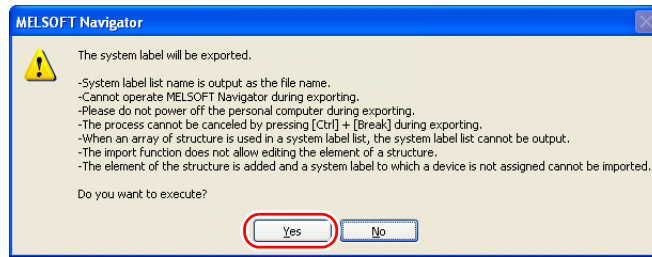 MELSOFT Navigator
The system label will be exported.
-System label list name is output as the file name.
-Cannot operate MELSOFT Navigator during exporting.
-Please do not power off the personal computer during exporting.
-The process cannot be canceled by pressing [Ctrl] + [Break] during exporting.
-When an array of structure is used in a system label list, the system label list cannot be output.
-The import function does not allow editing the element of a structure.
-The element of the structure is added and a system label to which a device is not assigned cannot be imported.
Do you want to execute?
Yes No